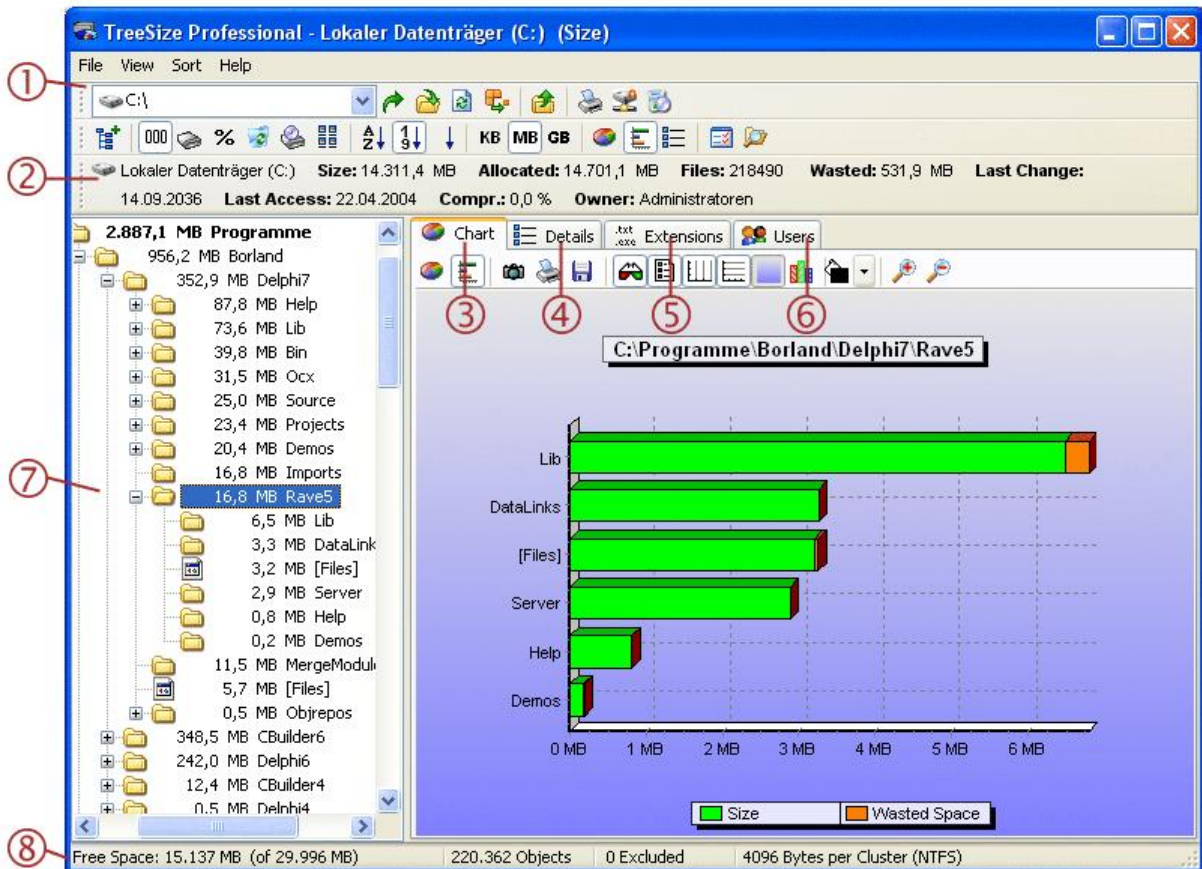 TreeSize Professional - Lokaler Datenträger (C:) (Size)
File View Sort Help
1
C:\
000 % A Z 1 9 KB MB GB
2
Lokaler Datenträger (C:) Size: 14.311,4 MB Allocated: 14.701,1 MB Files: 218490 Wasted: 531,9 MB Last Change:
14.09.2036 Last Access: 22.04.2004 Compr.: 0,0 % Owner: Administratoren
2.887,1 MB Programme
956,2 MB Borland
352,9 MB Delphi7
87,8 MB Help
73,6 MB Lib
39,8 MB Bin
31,5 MB Ocx
25,0 MB Source
23,4 MB Projects
20,4 MB Demos
16,8 MB Imports
7
16,8 MB Rave5
6,5 MB Lib
3,3 MB DataLink
3,2 MB [Files]
2,9 MB Server
0,8 MB Help
0,2 MB Demos
11,5 MB MergeModul
5,7 MB [Files]
0,5 MB Objrepos
348,5 MB CBuilder6
242,0 MB Delphi6
12,4 MB CBuilder4
0,5 MB Delphi4
Chart Details .txt .exe Extensions Users
3 4 5 6
C:\Programme\Borland\Delphi7\Rave5
Lib
DataLinks
[Files]
Server
Help
Demos
0 MB 1 MB 2 MB 3 MB 4 MB 5 MB 6 MB
Size Wasted Space
8
Free Space: 15.137 MB (of 29.996 MB) 220.362 Objects 0 Excluded 4096 Bytes per Cluster (NTFS)